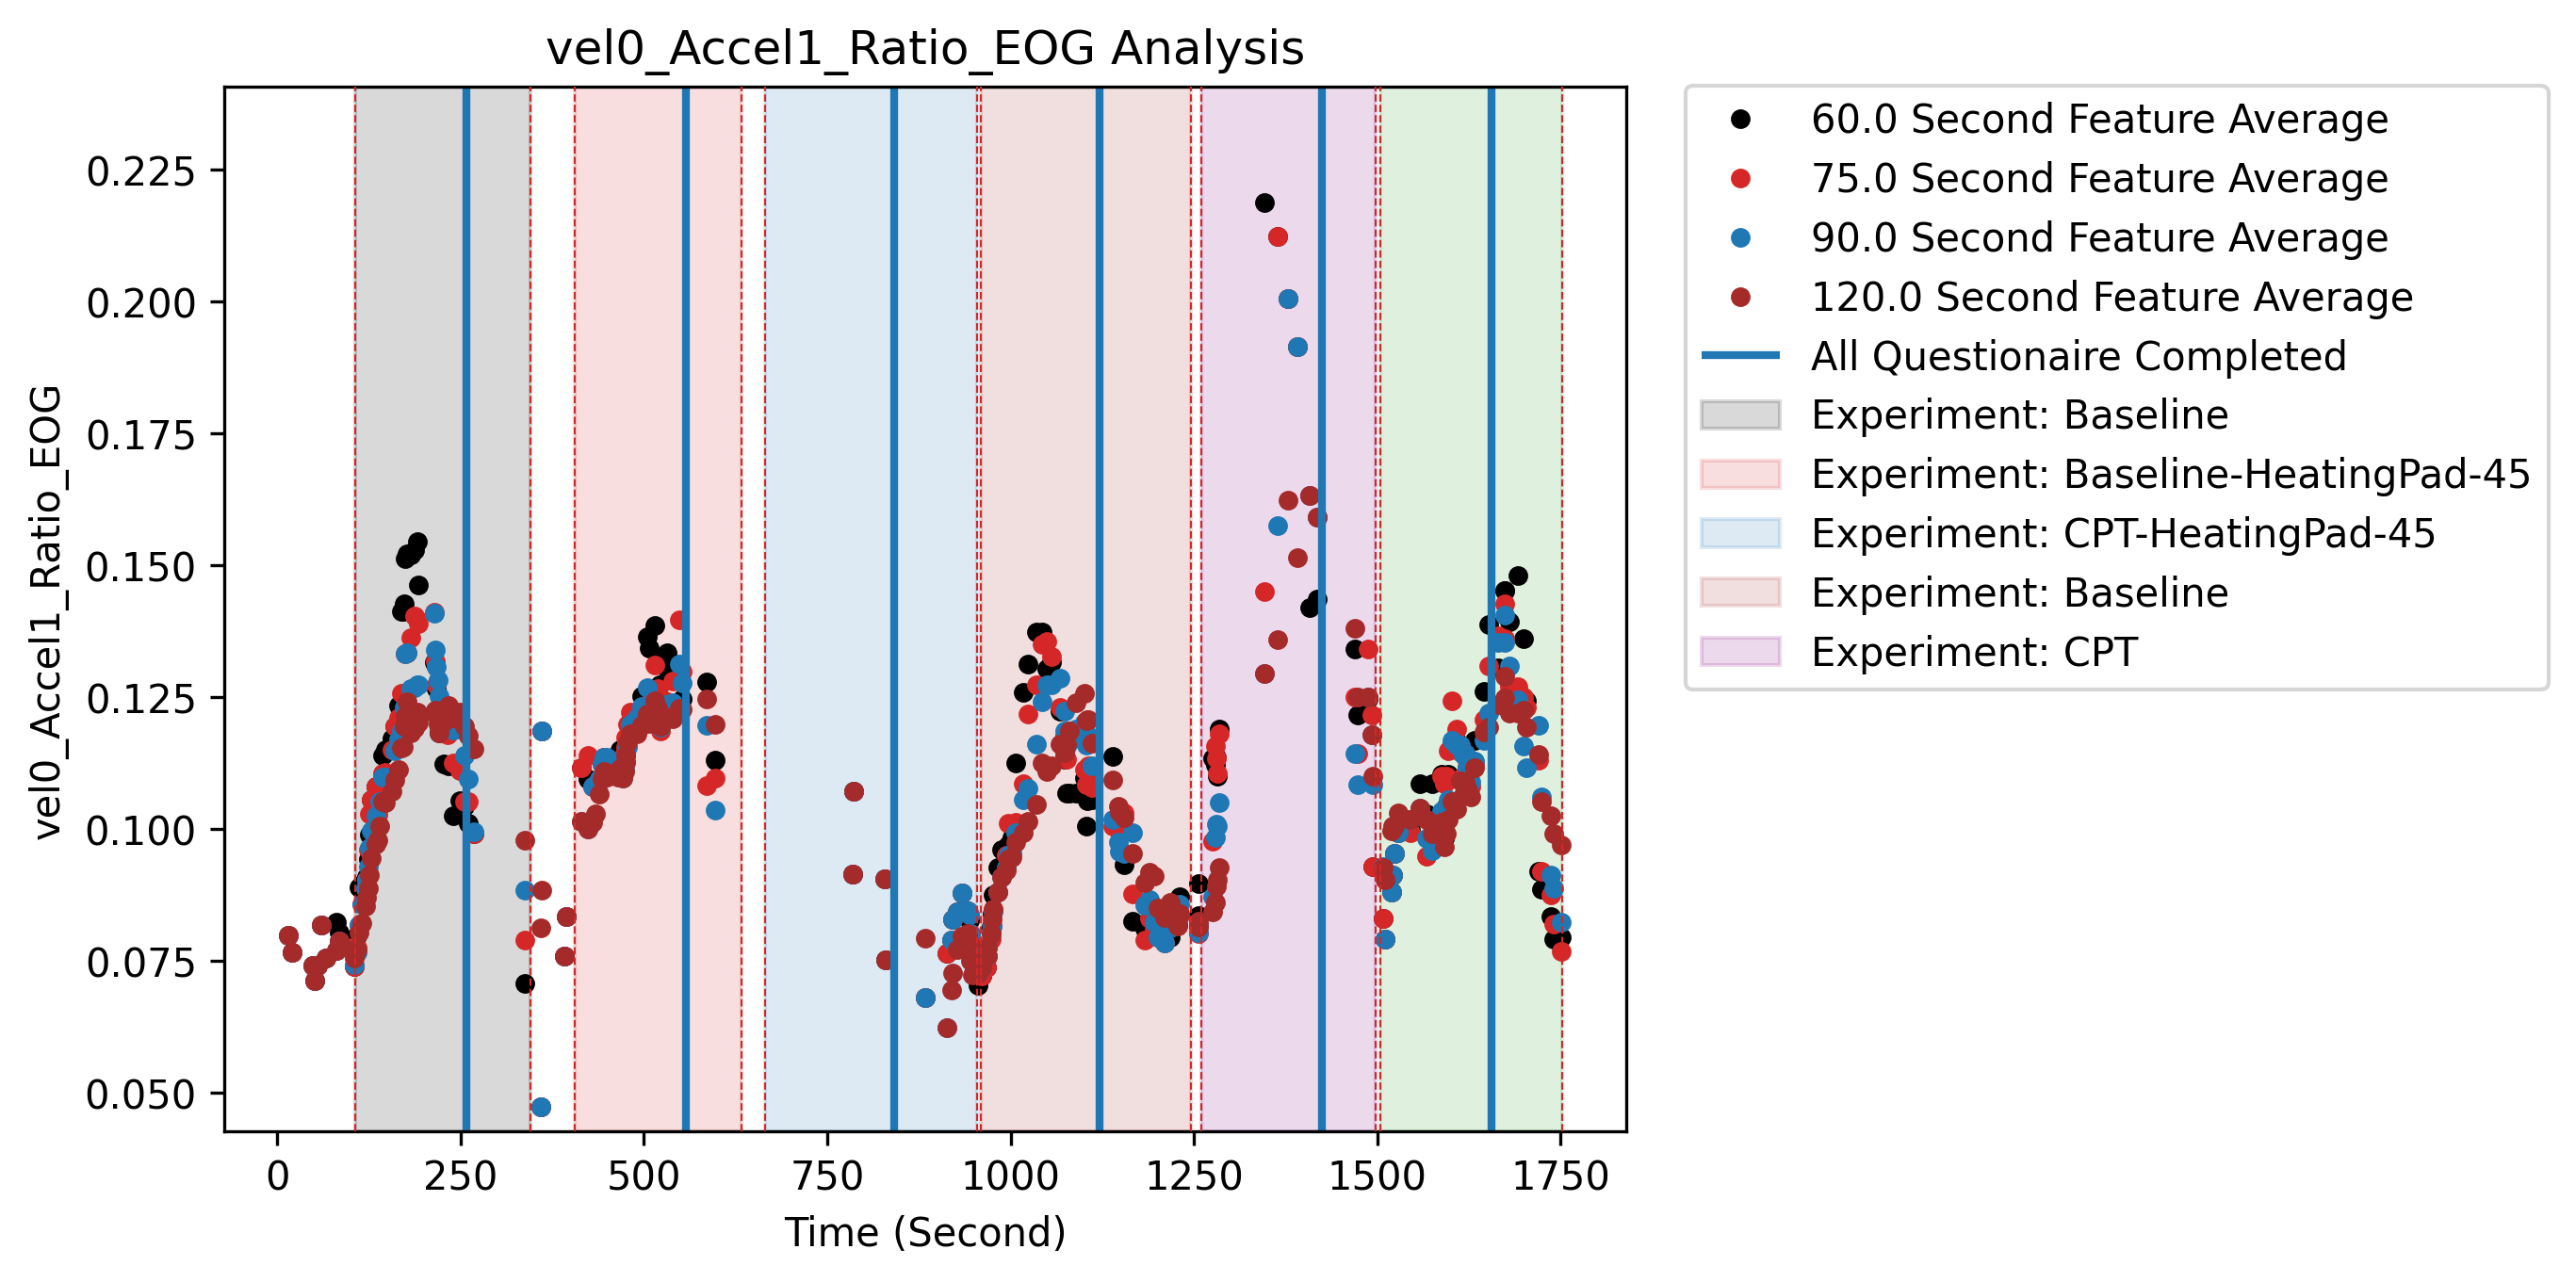 vel0_Accel1_Ratio_EOG Analysis
vel0_Accel1_Ratio_EOG
0.225
0.200
0.175
0.150
0.125
0.100
0.075
0.050
0
250
500
750
1000
1250
1500
1750
Time (Second)
60.0 Second Feature Average
75.0 Second Feature Average
90.0 Second Feature Average
120.0 Second Feature Average
All Questionaire Completed
Experiment: Baseline
Experiment: Baseline-HeatingPad-45
Experiment: CPT-HeatingPad-45
Experiment: Baseline
Experiment: CPT